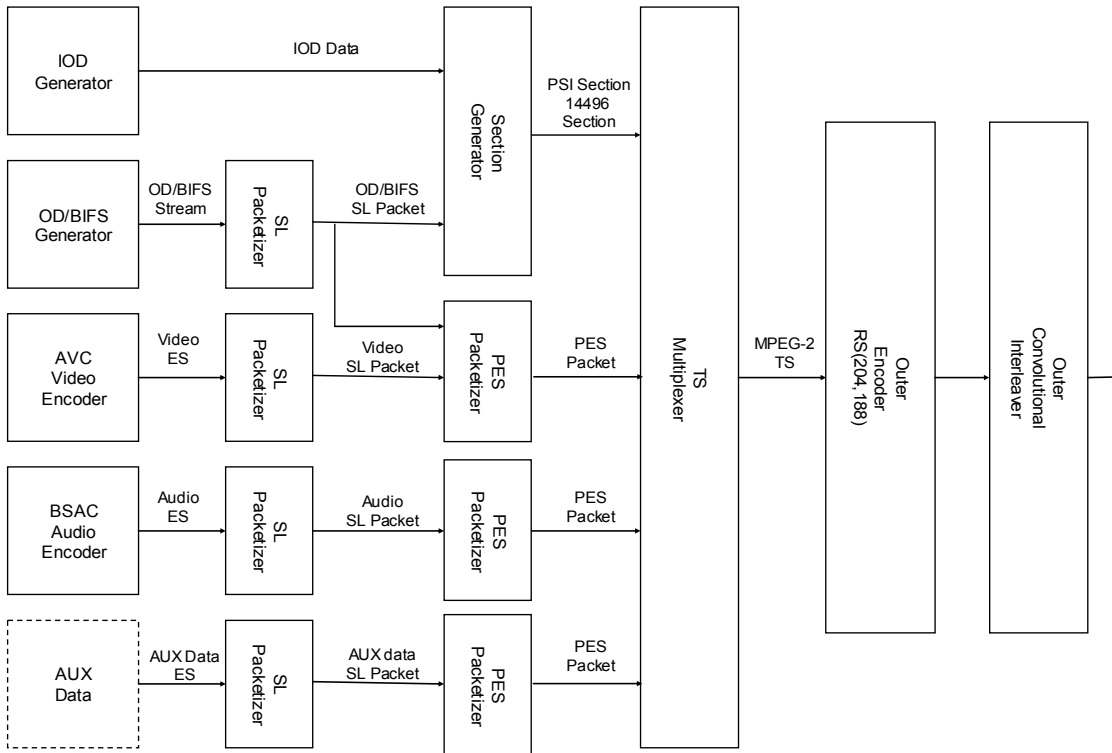 IOD
Generator
IOD Data
Section
Generator
PSI Section
14496
Section
OD/BIFS
Generator
OD/BIFS
Stream
SL
Packetizer
OD/BIFS
SL Packet
AVC
Video
Encoder
Video
ES
SL
Packetizer
Video
SL Packet
PES
Packetizer
PES
Packet
BSAC
Audio
Encoder
Audio
ES
SL
Packetizer
Audio
SL Packet
PES
Packetizer
PES
Packet
AUX
Data
AUX Data
ES
SL
Packetizer
AUX data
SL Packet
PES
Packetizer
PES
Packet
TS
Multiplexer
MPEG-2
TS
Outer
Encoder
RS(204,188)
Outer
Convolutional
Interleaver